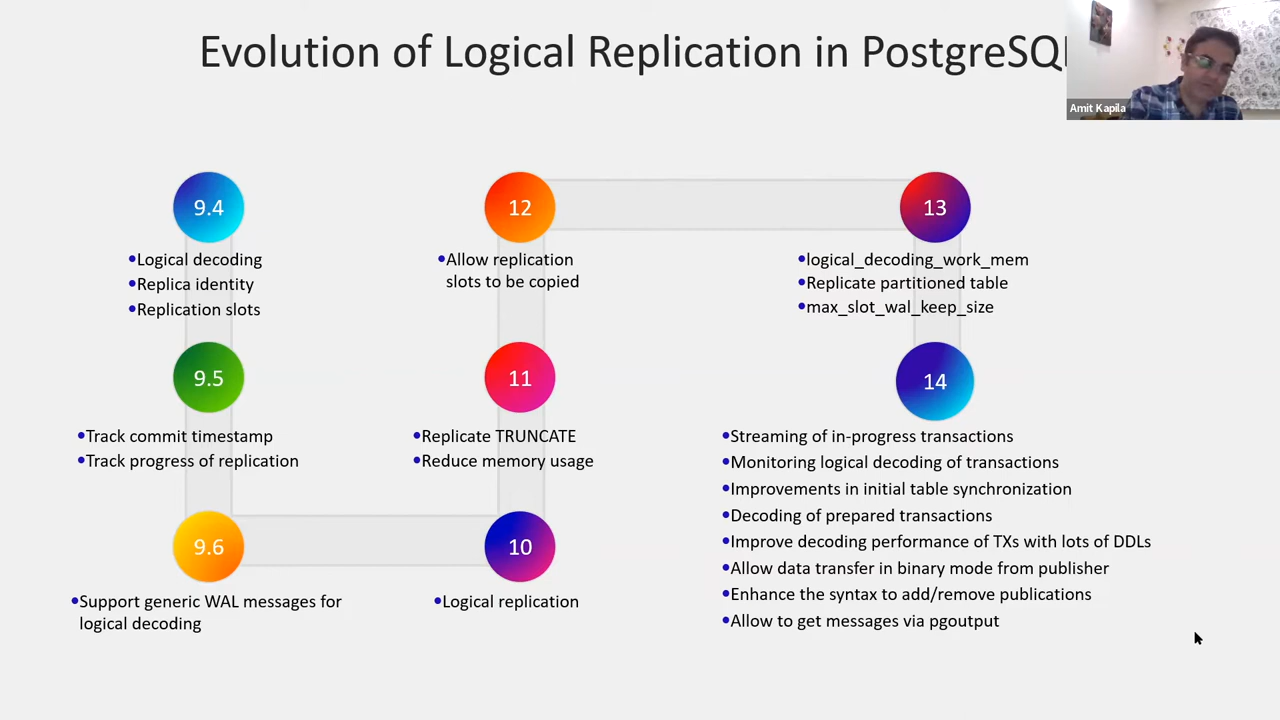 Evolution of Logical Replication in PostgreSQL
Amit Kapila
9.4
•Logical decoding
•Replica identity
•Replication slots
9.5
•Track commit timestamp
•Track progress of replication
9.6
•Support generic WAL messages for
logical decoding
10
•Logical replication
11
•Replicate TRUNCATE
•Reduce memory usage
12
•Allow replication
slots to be copied
13
•logical_decoding_work_mem
•Replicate partitioned table
•max_slot_wal_keep_size
14
•Streaming of in-progress transactions
•Monitoring logical decoding of transactions
•Improvements in initial table synchronization
•Decoding of prepared transactions
•Improve decoding performance of TXs with lots of DDLs
•Allow data transfer in binary mode from publisher
•Enhance the syntax to add/remove publications
•Allow to get messages via pgoutput